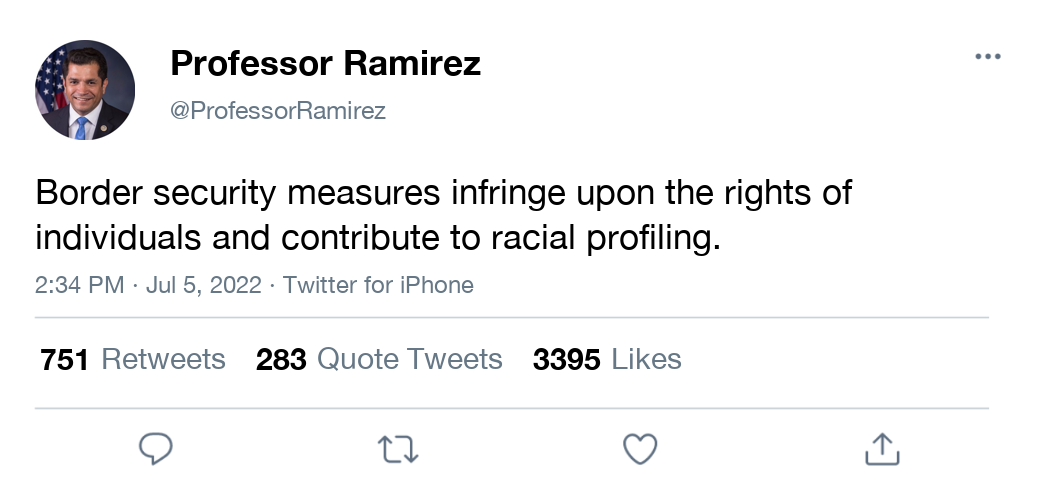 Professor Ramirez
@ProfessorRamirez
Border security measures infringe upon the rights of
individuals and contribute to racial profiling.
2:34 PM · Jul 5, 2022 · Twitter for iPhone
751 Retweets 283 Quote Tweets 3395 Likes